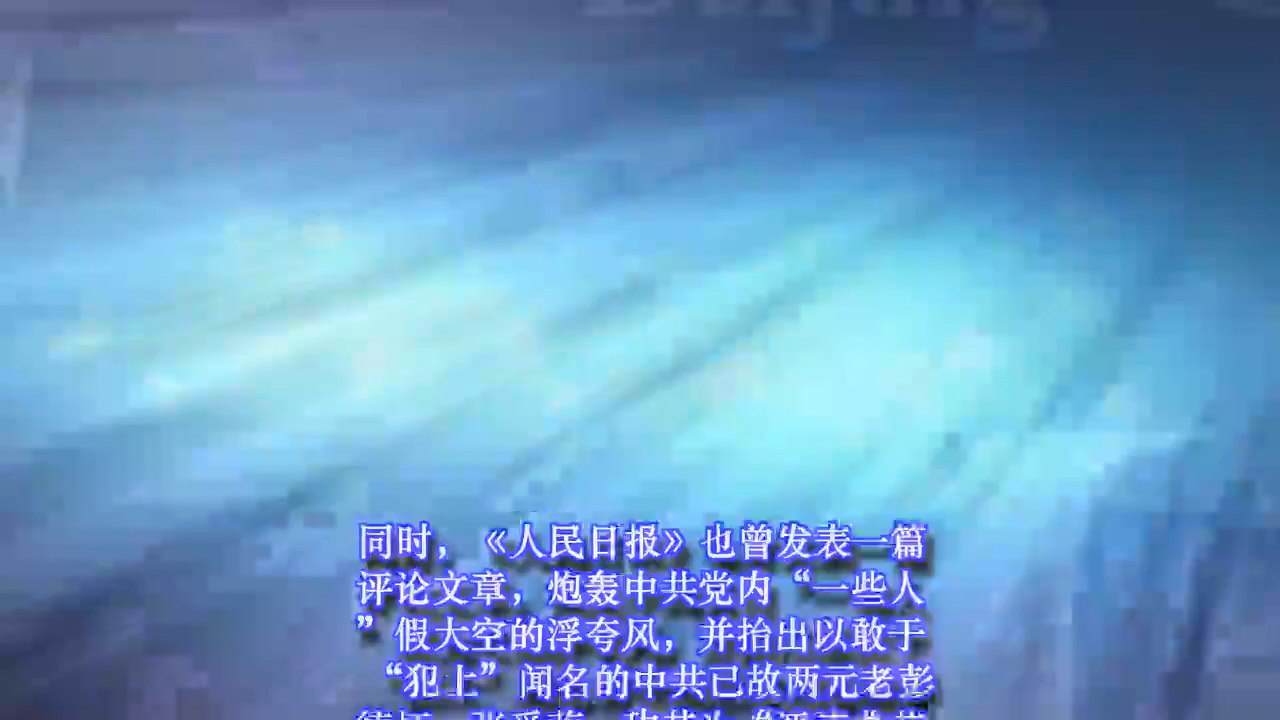 Beijing
同时，《人民日报》也曾发表一篇
评论文章，炮轰中共党内“一些人
”假大空的浮夸风，并抬出以敢于
“犯上”闻名的中共已故两元老彭